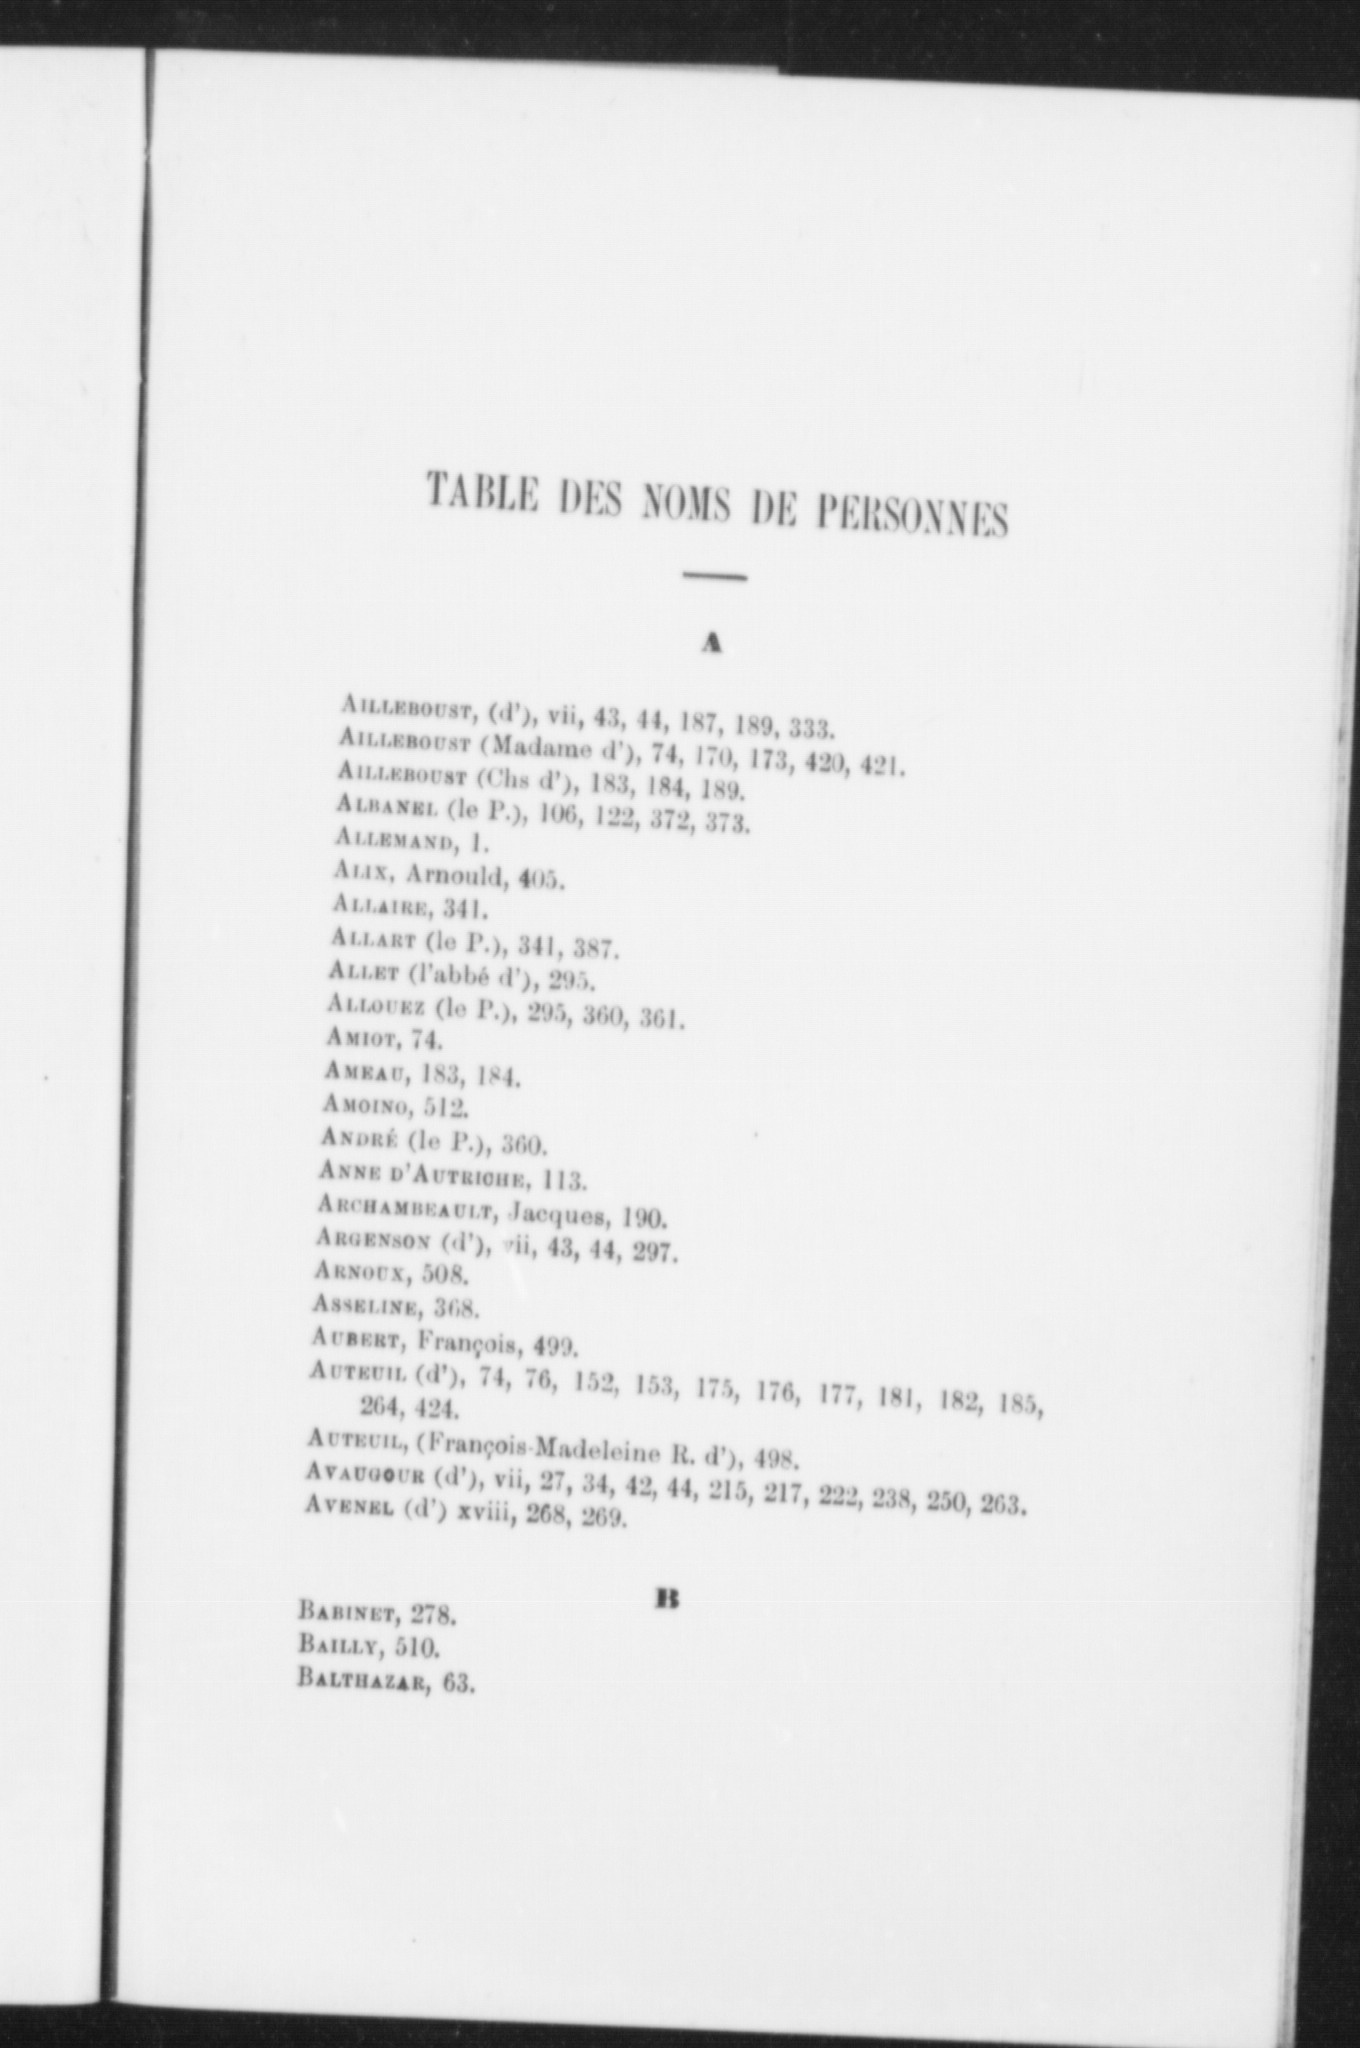 TABLE DES NOMS DE PERSONNES
A
AILLEBOUST, (d'), vii, 43, 44, 187, 189, 333.
AILLEBOUST (Madame d'), 74, 170, 173, 420, 421.
AILLEBOUST (Chs d'), 183, 184, 189.
ALBANEL (le P.), 106, 122, 372, 373.
ALLEMAND, 1.
ALIX, Arnould, 405.
ALLAIRE, 341.
ALLART (le P.), 341, 387.
ALLET (l'abbé d'), 295.
ALLOUEZ (le P.), 295, 360, 361.
AMIOT, 74.
AMEAU, 183, 184.
AMOINO, 512.
ANDRÉ (le P.), 360.
ANNE D'AUTRICHE, 113.
ARCHAMBEAULT, Jacques, 190.
ARGENSON (d'), vii, 43, 44, 297.
ARNOUX, 508.
ASSELINE, 368.
AUBERT, François, 499.
AUTEUIL (d'), 74, 76, 152, 153, 175, 176, 177, 181, 182, 185,
264, 424.
AUTEUIL, (François-Madeleine R. d'), 498.
AVAUGOUR (d'), vii, 27, 34, 42, 44, 215, 217, 222, 238, 250, 263.
AVENEL (d') xviii, 268, 269.
B
BABINET, 278.
BAILLY, 510.
BALTHAZAR, 63.